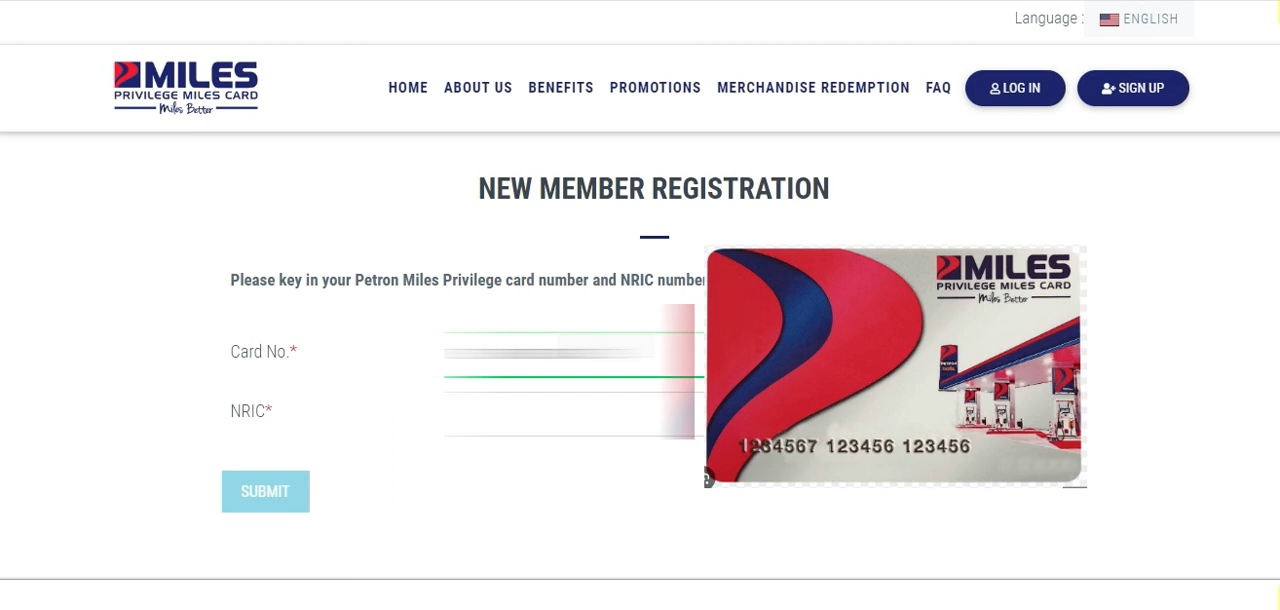 Language : ENGLISH
MILES
PRIVILEGE MILES CARD
Miles Better
HOME ABOUT US BENEFITS PROMOTIONS MERCHANDISE REDEMPTION FAQ LOG IN SIGN UP
NEW MEMBER REGISTRATION
Please key in your Petron Miles Privilege card number and NRIC number
Card No.*
NRIC*
SUBMIT
MILES
PRIVILEGE MILES CARD
Miles Better
1234567 123456 123456